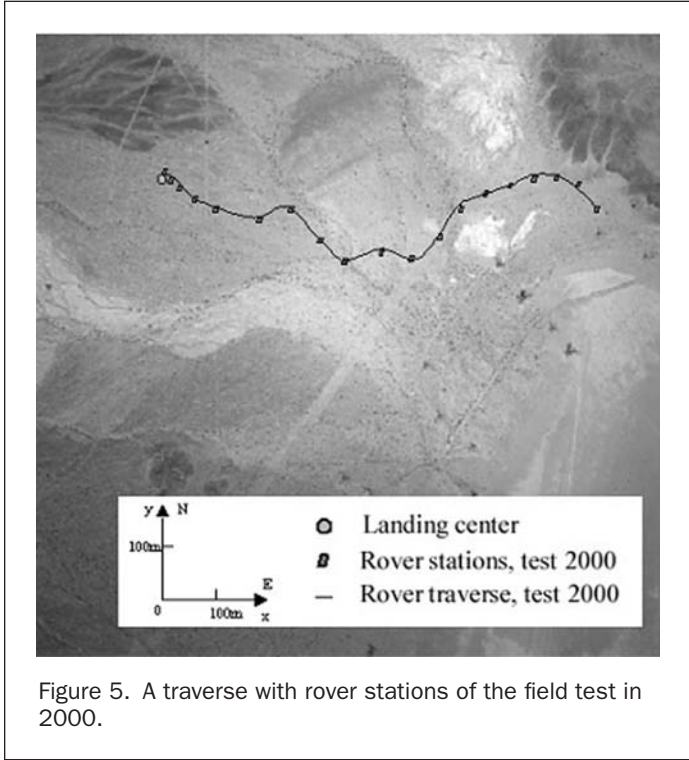 y N
100m
E
0
100m x
Landing center
Rover stations, test 2000
Rover traverse, test 2000
Figure 5. A traverse with rover stations of the field test in
2000.